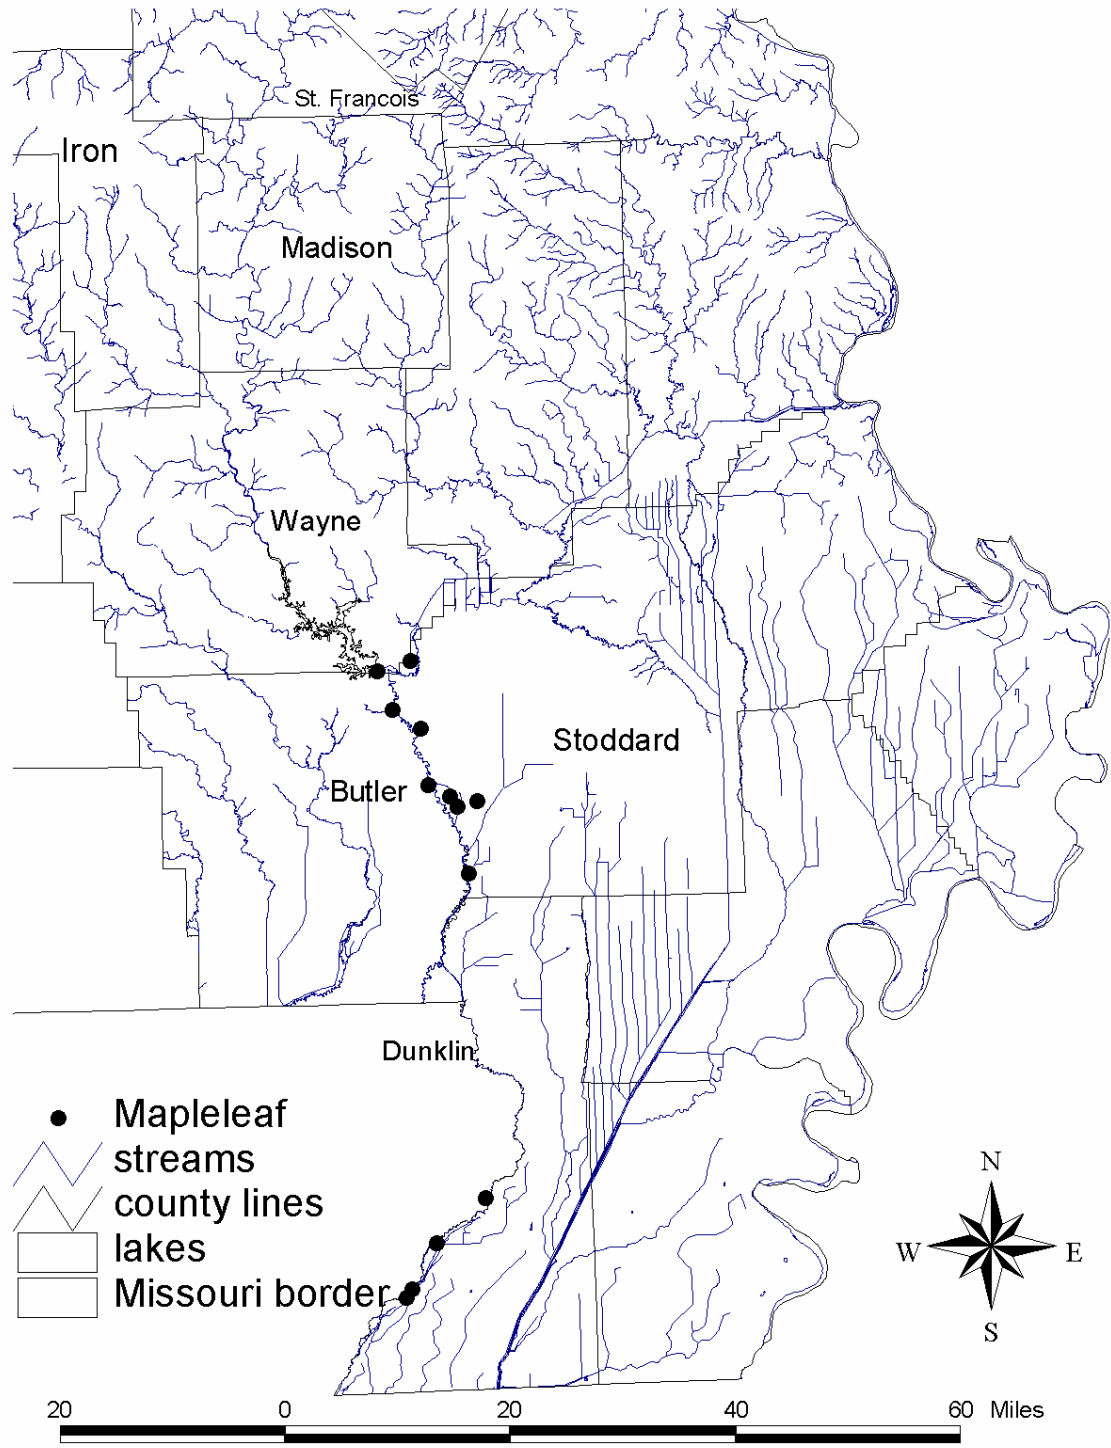 St. Francois
Iron
Madison
Wayne
Stoddard
Butler
Dunklin
Mapleleaf
streams
county lines
lakes
Missouri border
N
W E
S
20 0 20 40 60 Miles